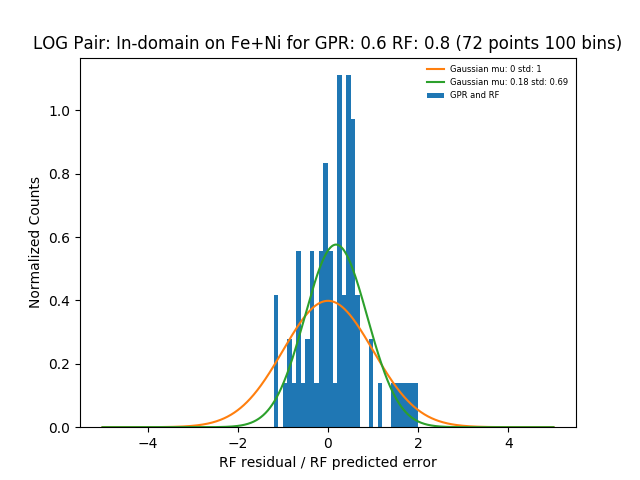 LOG Pair: In-domain on Fe+Ni for GPR: 0.6 RF: 0.8 (72 points 100 bins)
Gaussian mu: 0 std: 1
Gaussian mu: 0.18 std: 0.69
GPR and RF
Normalized Counts
1.0
0.8
0.6
0.4
0.2
0.0
−4
−2
0
2
4
RF residual / RF predicted error